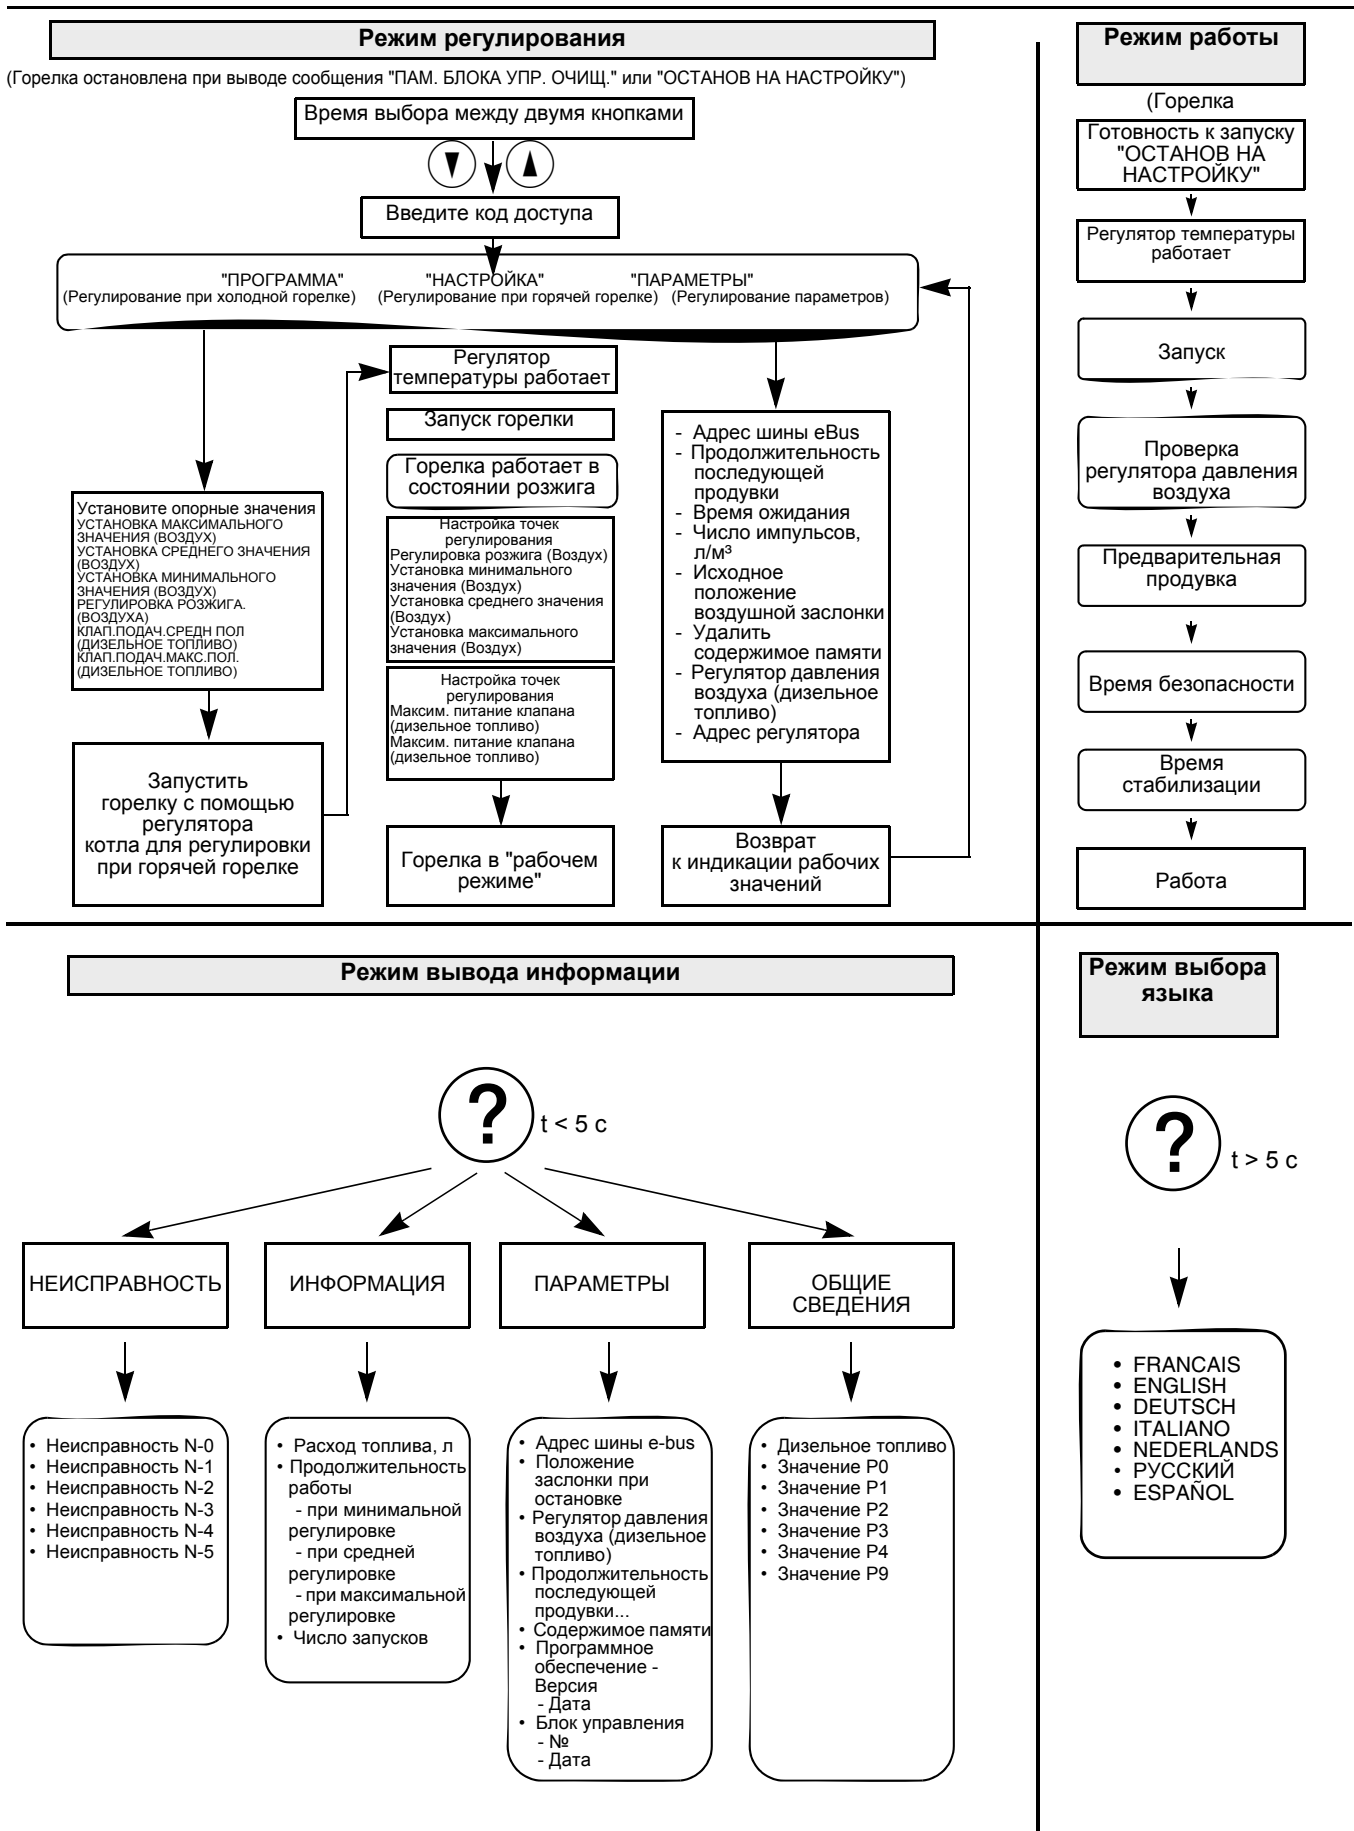 Режим регулирования
(Горелка остановлена при выводе сообщения "ПАМ. БЛОКА УПР. ОЧИЩ." или "ОСТАНОВ НА НАСТРОЙКУ")
Время выбора между двумя кнопками
Введите код доступа
"ПРОГРАММА" "НАСТРОЙКА" "ПАРАМЕТРЫ"
(Регулирование при холодной горелке) (Регулирование при горячей горелке) (Регулирование параметров)
Установите опорные значения
УСТАНОВКА МАКСИМАЛЬНОГО
ЗНАЧЕНИЯ (ВОЗДУХ)
УСТАНОВКА СРЕДНЕГО ЗНАЧЕНИЯ
(ВОЗДУХ)
УСТАНОВКА МИНИМАЛЬНОГО
ЗНАЧЕНИЯ (ВОЗДУХ)
РЕГУЛИРОВКА РОЗЖИГА.
(ВОЗДУХА)
КЛАП.ПОДАЧ.СРЕДН ПОЛ
(ДИЗЕЛЬНОЕ ТОПЛИВО)
КЛАП.ПОДАЧ.МАКС.ПОЛ.
(ДИЗЕЛЬНОЕ ТОПЛИВО)
Запустить
горелку с помощью
регулятора
котла для регулировки
при горячей горелке
Регулятор
температуры работает
Запуск горелки
Горелка работает в
состоянии розжига
Настройка точек
регулирования
Регулировка розжига (Воздух)
Установка минимального
значения (Воздух)
Установка среднего значения
(Воздух)
Установка максимального
значения (Воздух)
Настройка точек
регулирования
Максим. питание клапана
(дизельное топливо)
Максим. питание клапана
(дизельное топливо)
Горелка в "рабочем
режиме"
- Адрес шины eBus
- Продолжительность
последующей
продувки
- Время ожидания
- Число импульсов,
л/м³
- Исходное
положение
воздушной заслонки
- Удалить
содержимое памяти
- Регулятор давления
воздуха (дизельное
топливо)
- Адрес регулятора
Возврат
к индикации рабочих
значений
Режим работы
(Горелка
Готовность к запуску
"ОСТАНОВ НА
НАСТРОЙКУ"
Регулятор температуры
работает
Запуск
Проверка
регулятора давления
воздуха
Предварительная
продувка
Время безопасности
Время
стабилизации
Работа
Режим вывода информации
? t < 5 с
НЕИСПРАВНОСТЬ
• Неисправность N-0
• Неисправность N-1
• Неисправность N-2
• Неисправность N-3
• Неисправность N-4
• Неисправность N-5
ИНФОРМАЦИЯ
• Расход топлива, л
• Продолжительность
работы
- при минимальной
регулировке
- при средней
регулировке
- при максимальной
регулировке
• Число запусков
ПАРАМЕТРЫ
• Адрес шины e-bus
• Положение
заслонки при
остановке
• Регулятор давления
воздуха (дизельное
топливо)
• Продолжительность
последующей
продувки...
• Содержимое памяти
• Программное
обеспечение -
Версия
- Дата
• Блок управления
- №
- Дата
ОБЩИЕ
СВЕДЕНИЯ
• Дизельное топливо
• Значение P0
• Значение P1
• Значение P2
• Значение P3
• Значение P4
• Значение P9
Режим выбора
языка
? t > 5 с
• FRANCAIS
• ENGLISH
• DEUTSCH
• ITALIANO
• NEDERLANDS
• РУССКИЙ
• ESPAÑOL